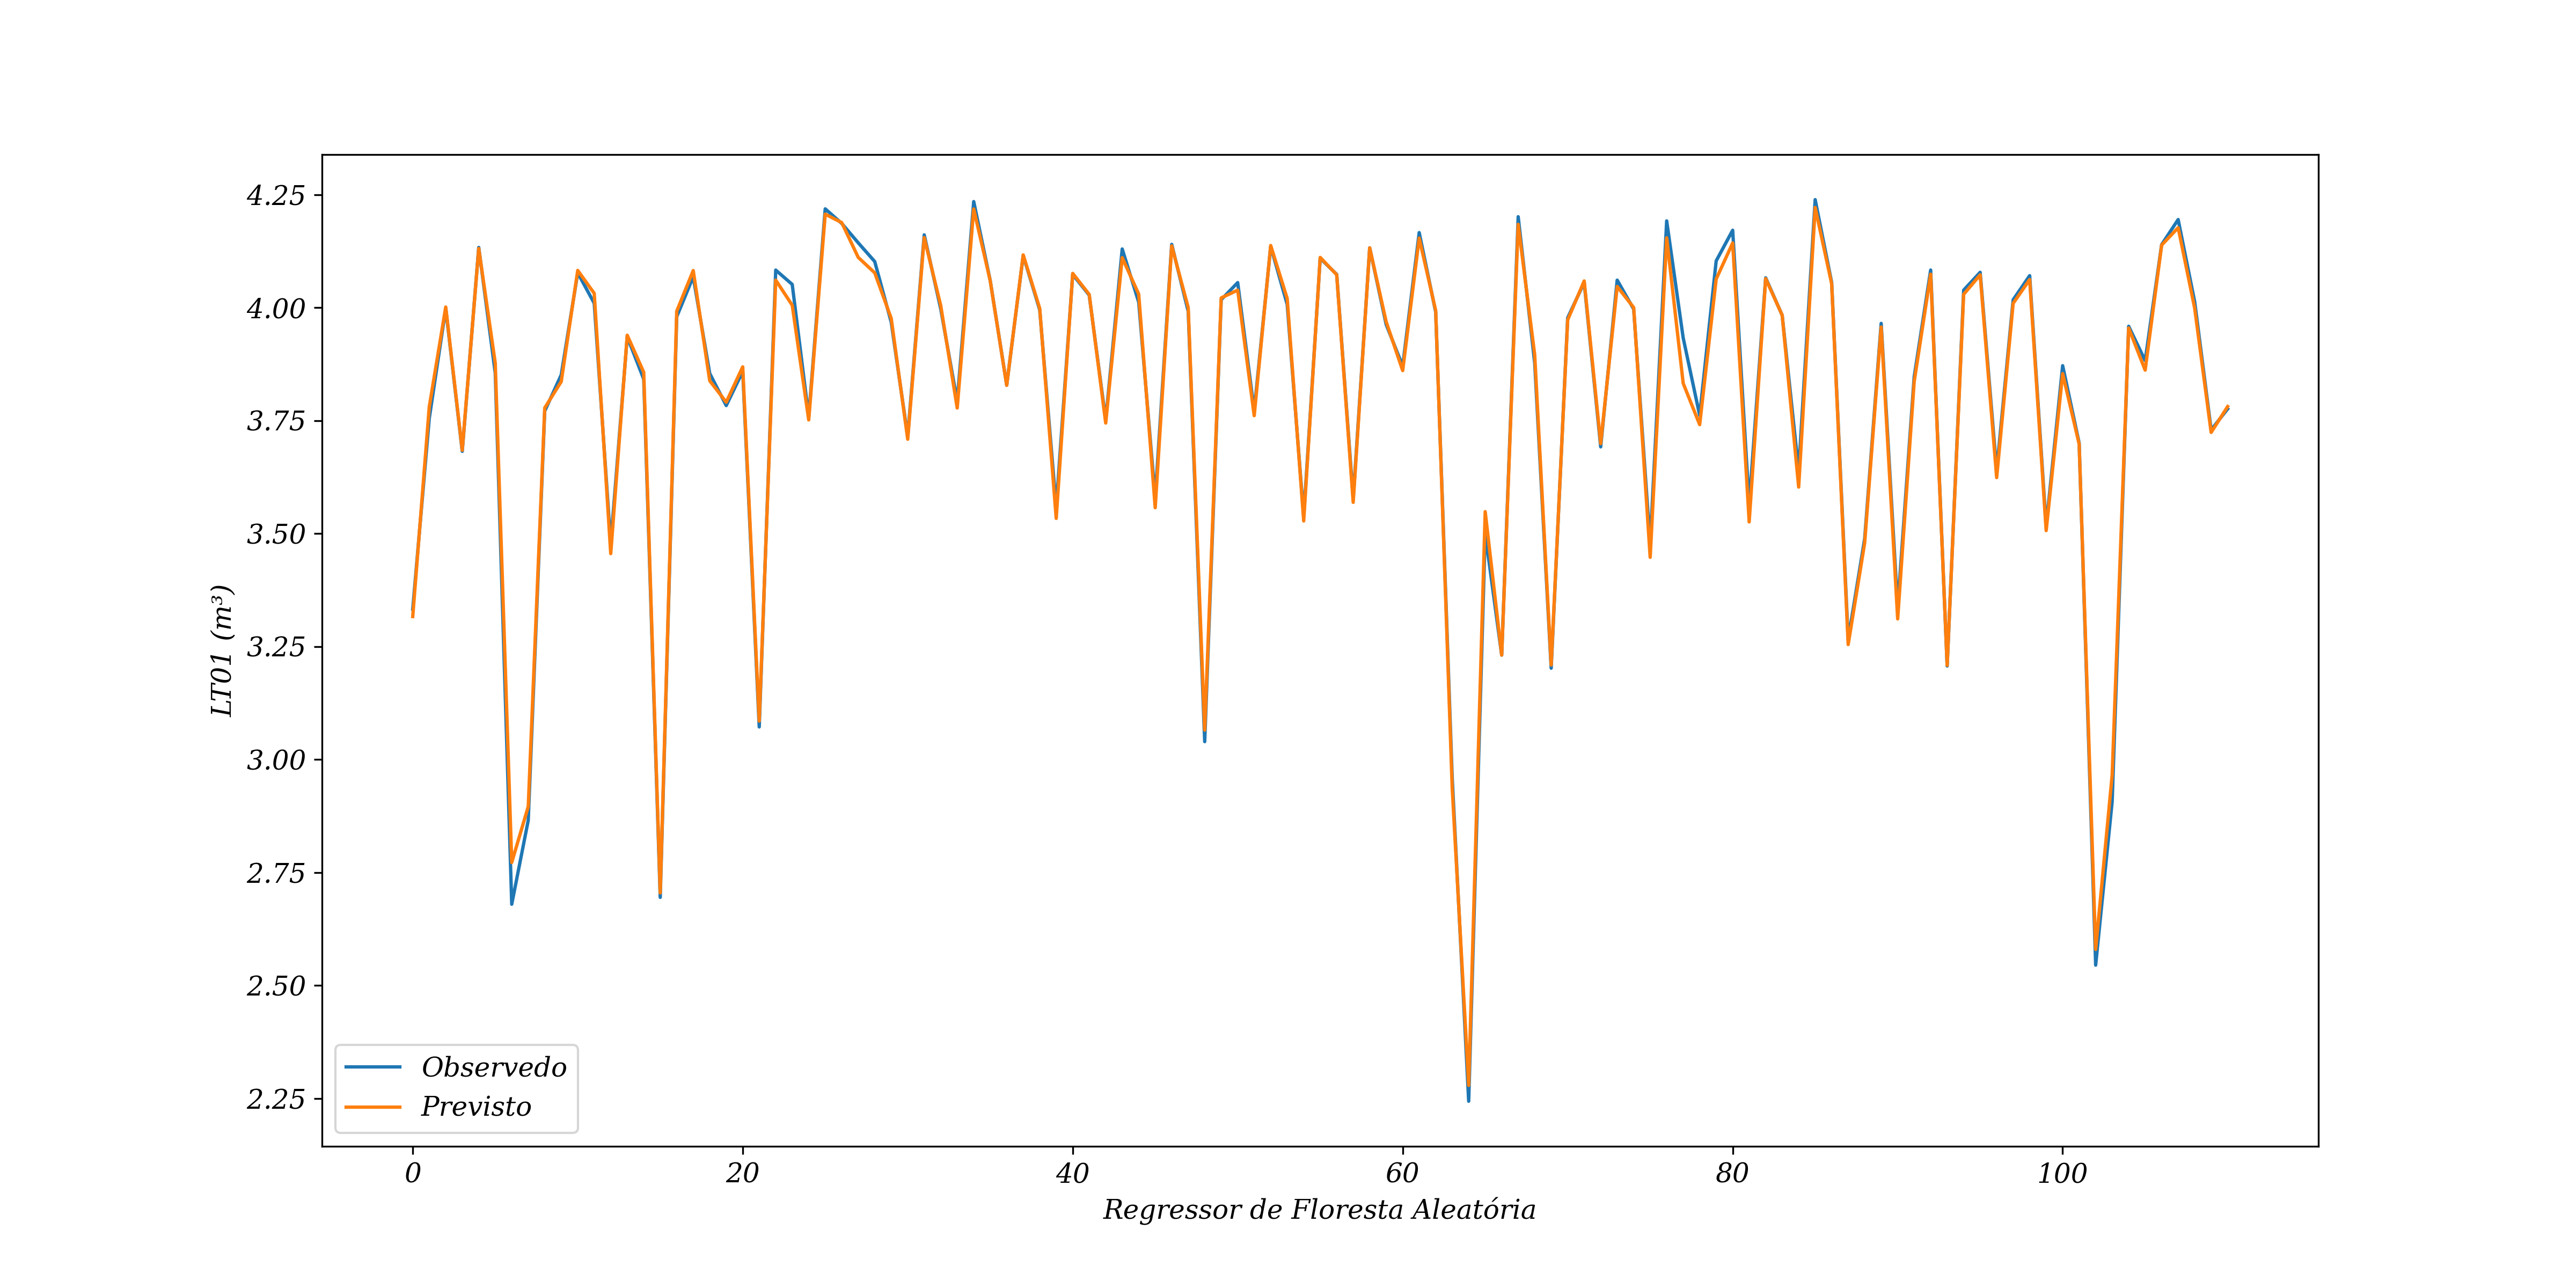 4.25
4.00
3.75
3.50
3.25
3.00
2.75
2.50
2.25
LT01 (m³)
Observedo
Previsto
0 20 40 60 80 100
Regressor de Floresta Aleatória